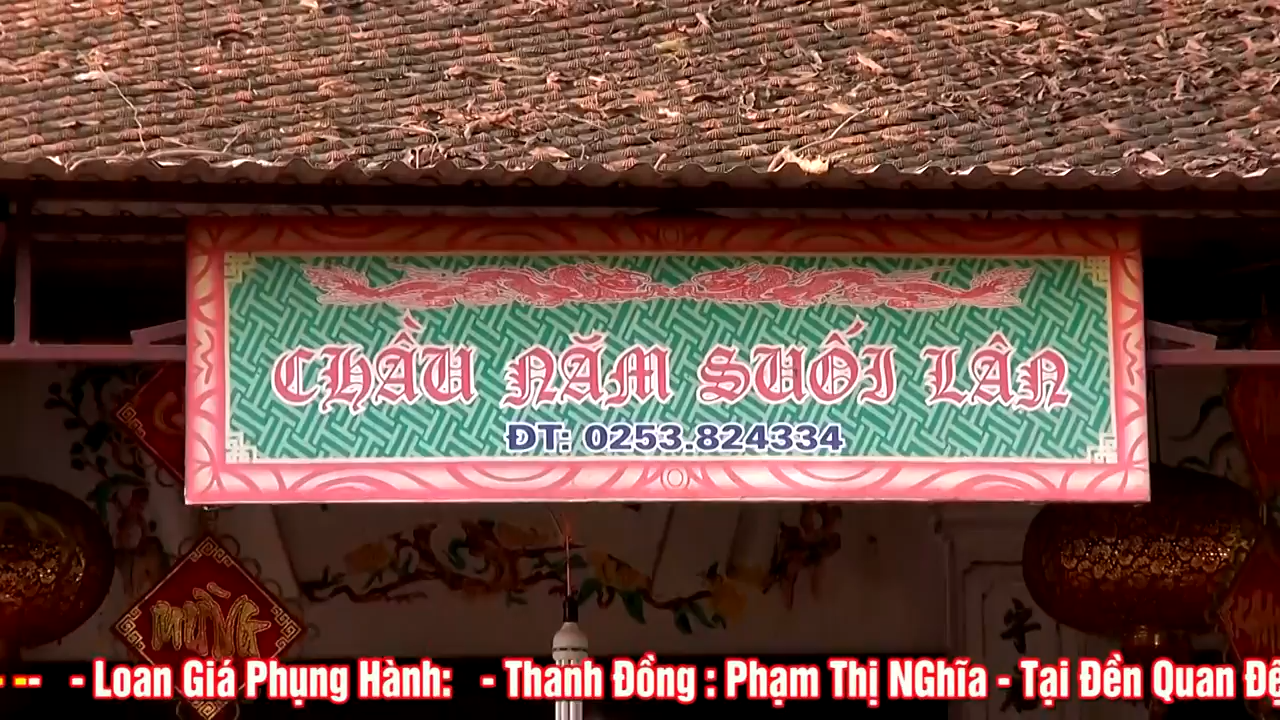 CHẦU NĂM SUỐI LÂN
ĐT: 0253.824334
MỪNG
- -- - Loan Giá Phụng Hành: - Thanh Đồng : Phạm Thị NGhĩa - Tại Đền Quan Đệ